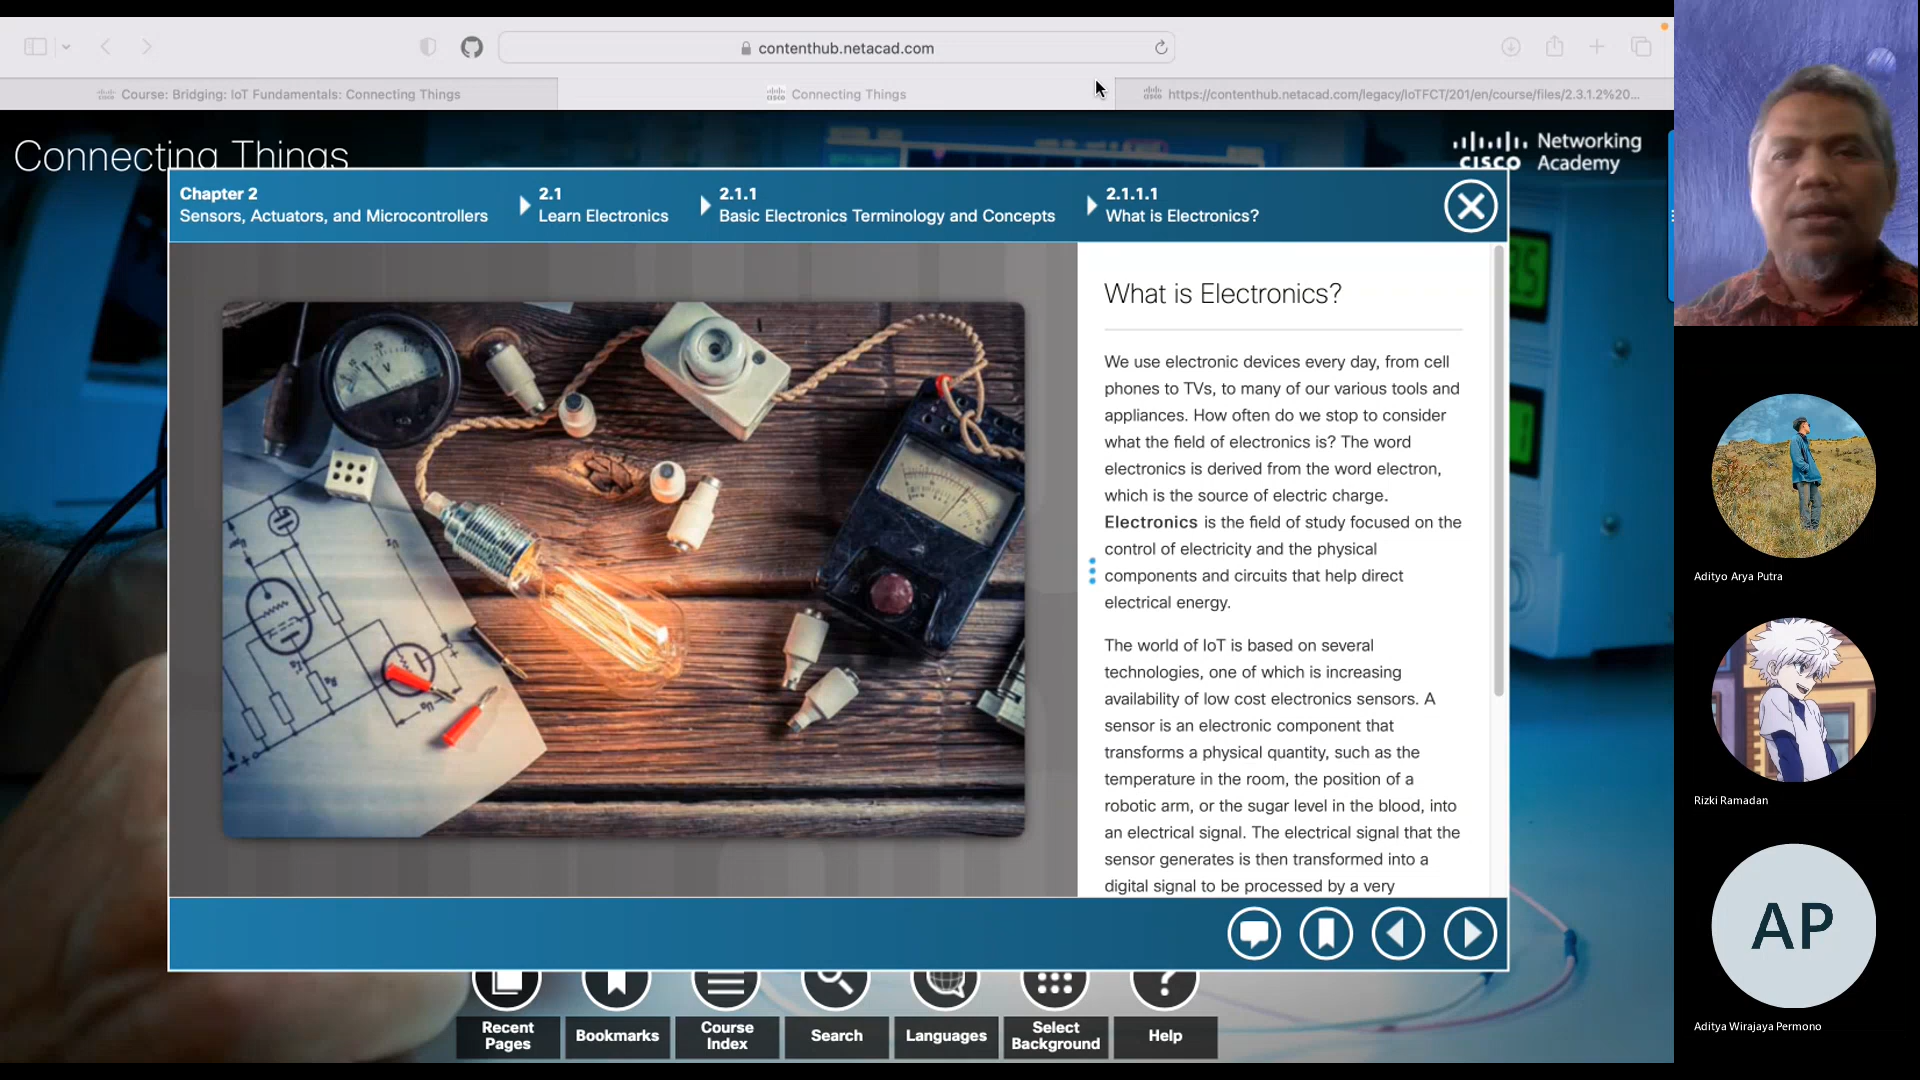 contenthub.netacad.com
Course: Bridging: IoT Fundamentals: Connecting Things
Connecting Things
https://contenthub.netacad.com/legacy/IoTFCT/201/en/course/files/2.3.1.2%20...
Connecting Things
CISCO Networking Academy
Chapter 2
Sensors, Actuators, and Microcontrollers
2.1
Learn Electronics
2.1.1
Basic Electronics Terminology and Concepts
2.1.1.1
What is Electronics?
What is Electronics?
We use electronic devices every day, from cell
phones to TVs, to many of our various tools and
appliances. How often do we stop to consider
what the field of electronics is? The word
electronics is derived from the word electron,
which is the source of electric charge.
Electronics is the field of study focused on the
control of electricity and the physical
components and circuits that help direct
electrical energy.
The world of IoT is based on several
technologies, one of which is increasing
availability of low cost electronics sensors. A
sensor is an electronic component that
transforms a physical quantity, such as the
temperature in the room, the position of a
robotic arm, or the sugar level in the blood, into
an electrical signal. The electrical signal that the
sensor generates is then transformed into a
digital signal to be processed by a very
Recent
Pages
Bookmarks
Course
Index
Search
Languages
Select
Background
Help
Adityo Arya Putra
Rizki Ramadan
AP
Aditya Wirajaya Permono